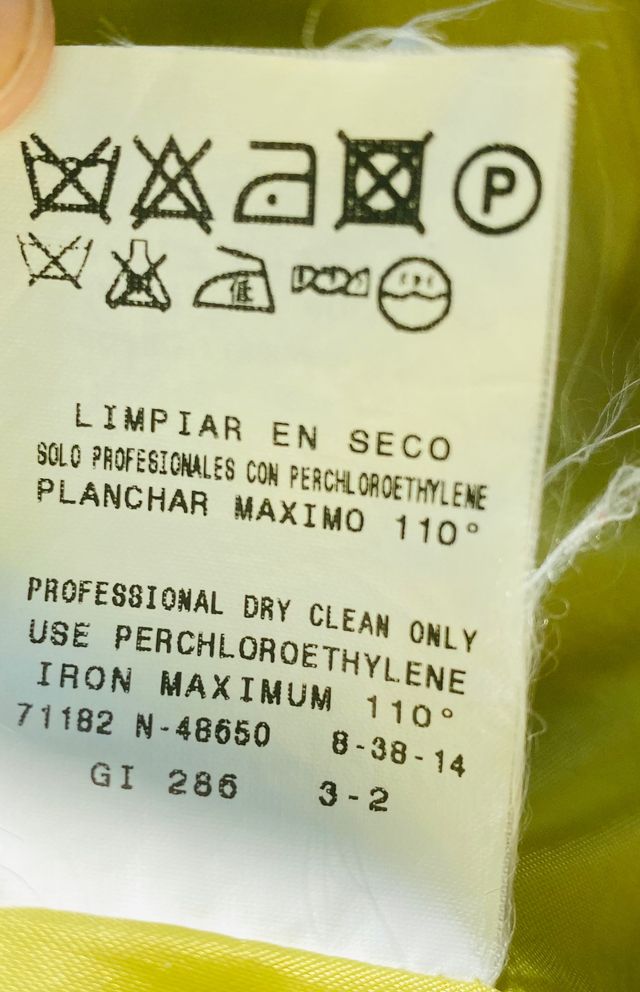 P
LIMPIAR EN SECO
SOLO PROFESIONALES CON PERCHLOROETHYLENE
PLANCHAR MAXIMO 110°
PROFESSIONAL DRY CLEAN ONLY
USE PERCHLOROETHYLENE
IRON MAXIMUM 110°
71182 N-48650 8-38-14
GI 286 3-2